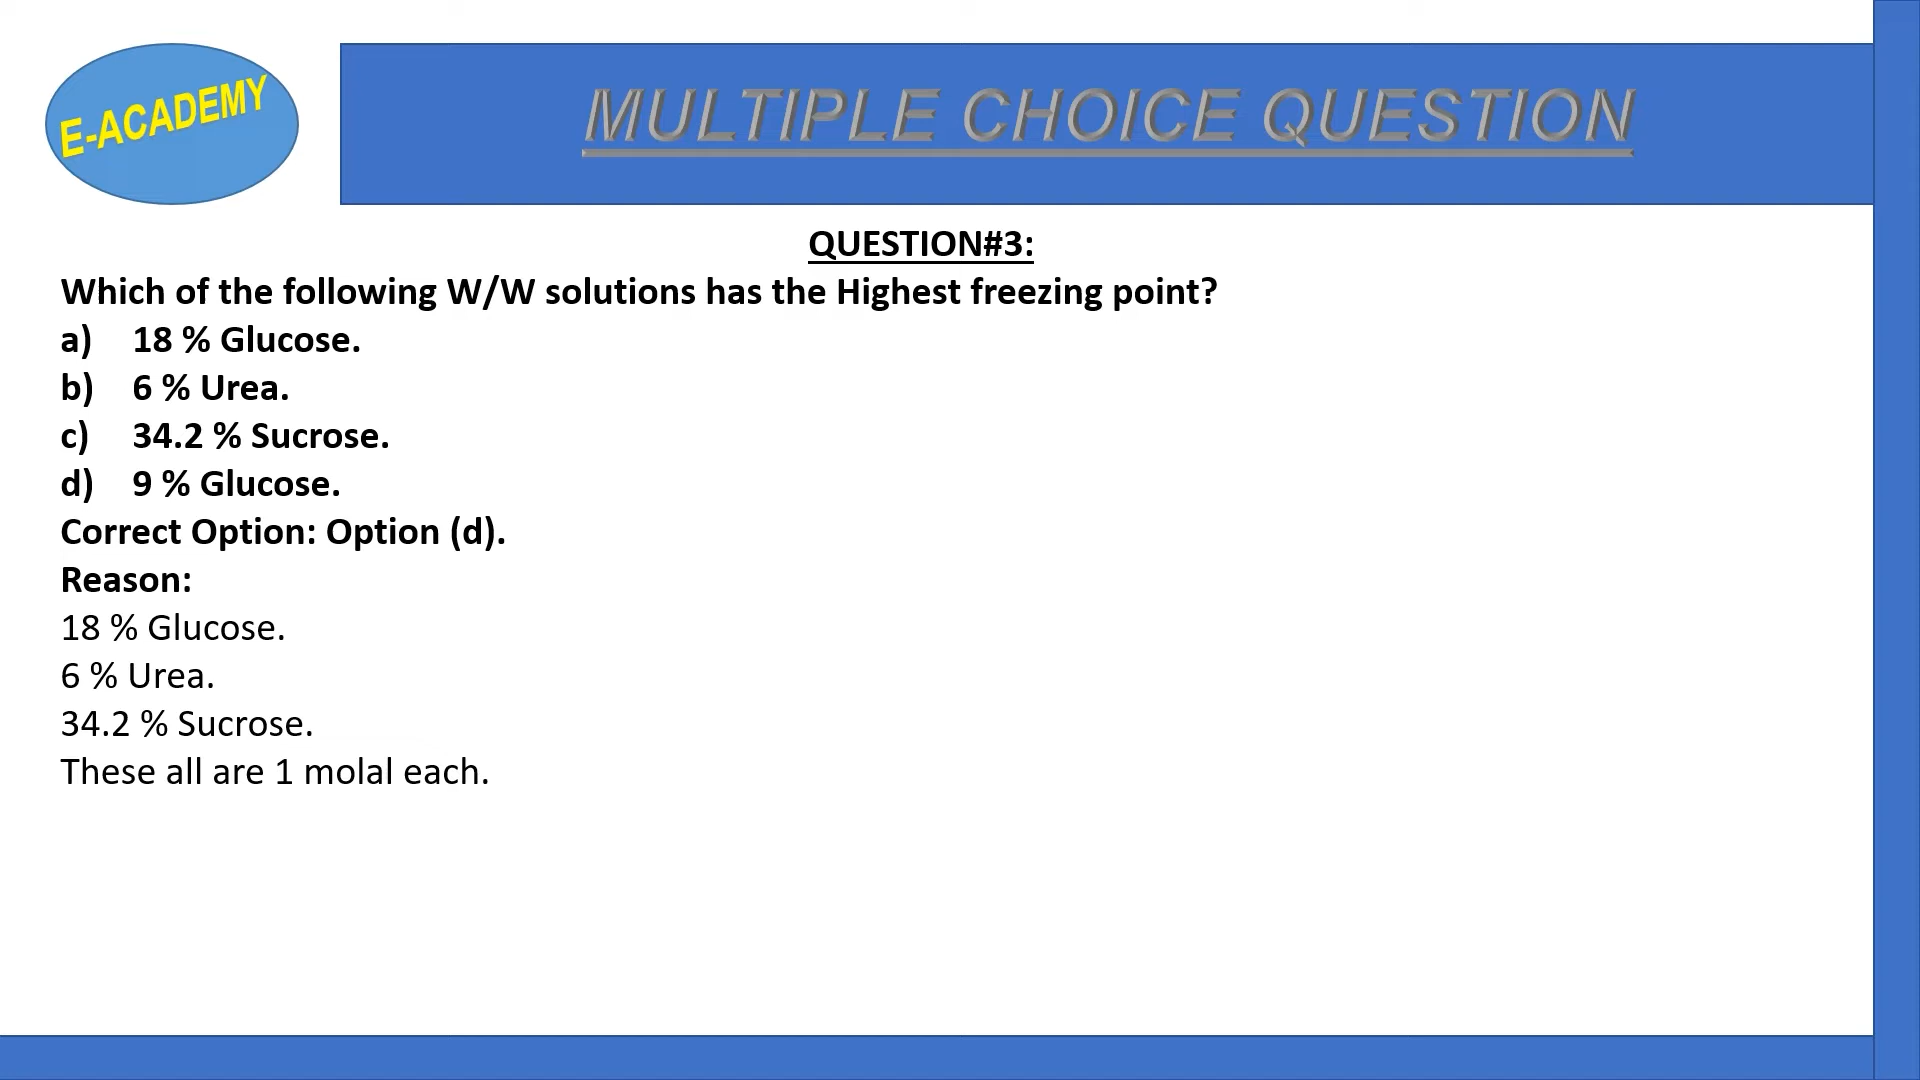 E-ACADEMY
MULTIPLE CHOICE QUESTION
QUESTION#3:
Which of the following W/W solutions has the Highest freezing point?
a) 18 % Glucose.
b) 6 % Urea.
c) 34.2 % Sucrose.
d) 9 % Glucose.
Correct Option: Option (d).
Reason:
18 % Glucose.
6 % Urea.
34.2 % Sucrose.
These all are 1 molal each.